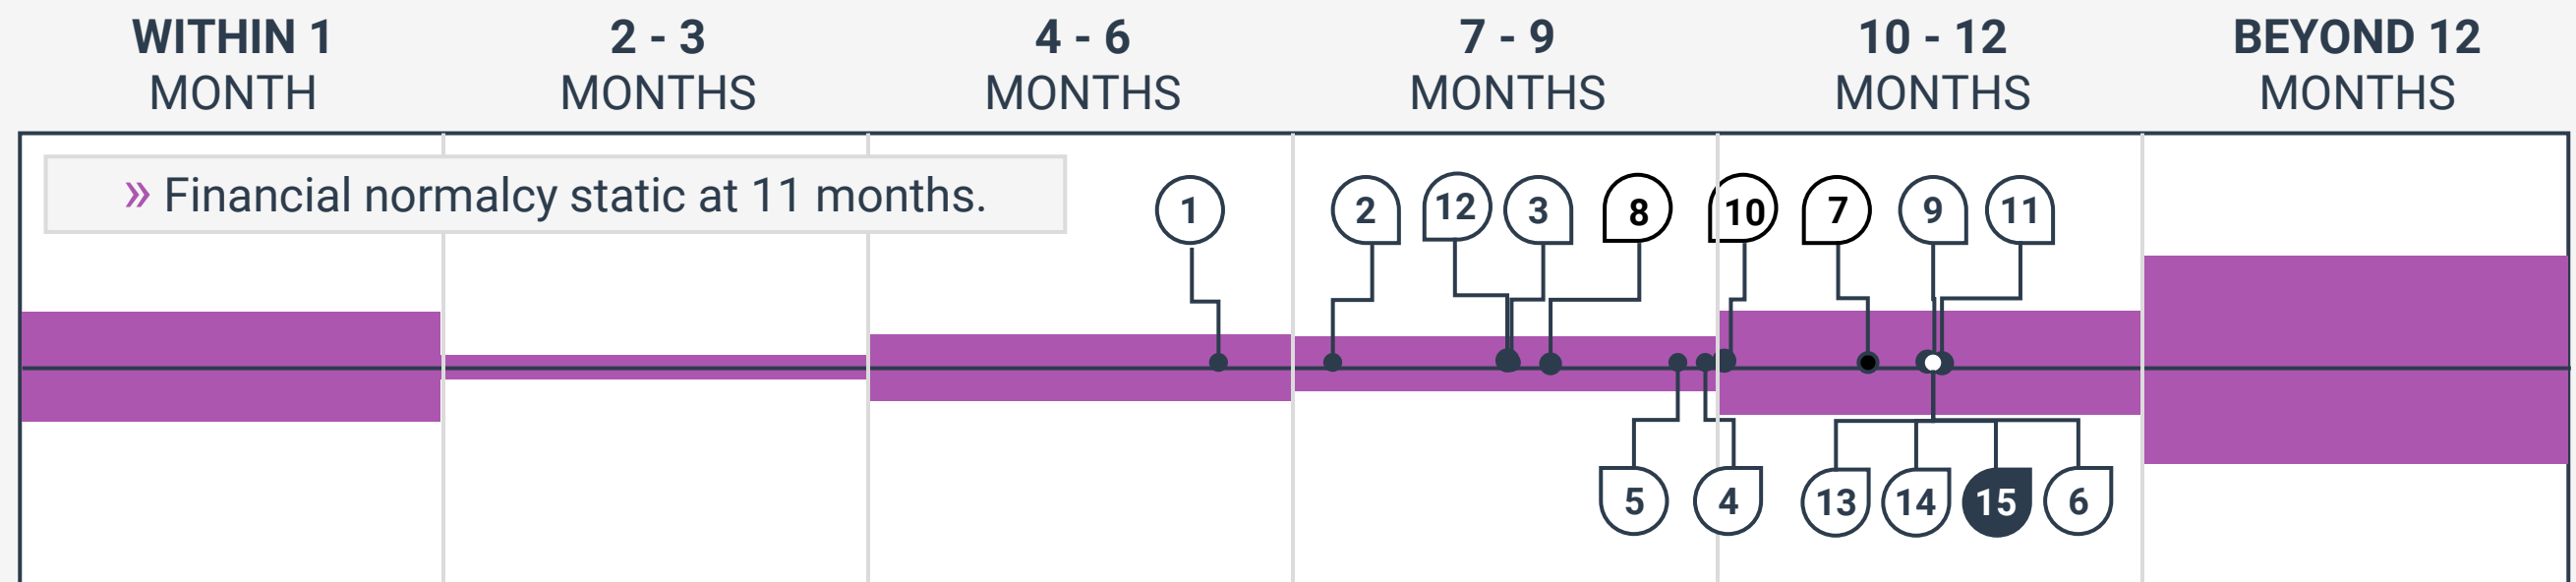 WITHIN 1 MONTH
2 - 3 MONTHS
4 - 6 MONTHS
7 - 9 MONTHS
10 - 12 MONTHS
BEYOND 12 MONTHS
» Financial normalcy static at 11 months.
1 2 12 3 8 10 7 9 11
5 4 13 14 15 6